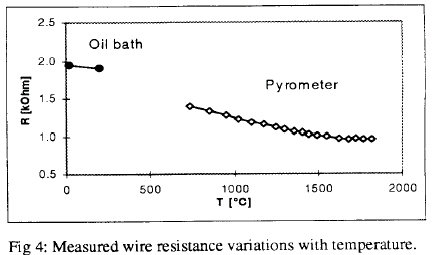 2.5
Oil bath
2.0
Pyrometer
1.5
R [kOhm]
1.0
0.5
0 500 1000 1500 2000
T [°C]
Fig 4: Measured wire resistance variations with temperature.